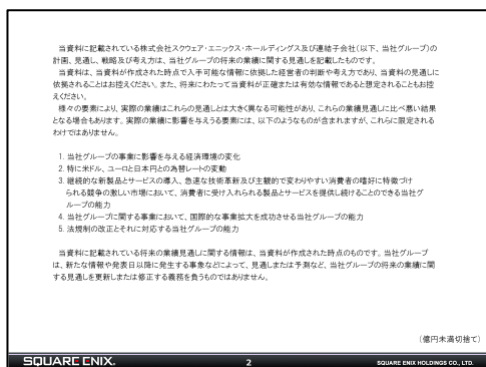 当資料に記載されている株式会社スクウェア・エニックス・ホールディングス及び連結子会社(以下、当社グループ)の
計画、見通し、戦略及び考え方は、当社グループの将来の業績に関する見通しを記載したものです。
当資料は、当資料が作成された時点で入手可能な情報に依拠した経営者の判断や考え方であり、当資料の見通しに
依拠されることはお控えください。また、将来にわたって当資料が正確または有効な情報であると想定されることもお控
えください。
様々の要素により、実際の業績はこれらの見通しとは大きく異なる可能性があり、これらの業績見通しに比べ悪い結果
となる場合もあります。実際の業績に影響を与えうる要素には、以下のようなものが含まれますが、これらに限定される
わけではありません。
1. 当社グループの事業に影響を与える経済環境の変化
2. 特に米ドル、ユーロと日本円との為替レートの変動
3. 継続的な新製品とサービスの導入、急速な技術革新及び主観的で変わりやすい消費者の嗜好に特徴づけ
られる競争の激しい市場において、消費者に受け入れられる製品とサービスを提供し続けることのできる当社グ
ループの能力
4. 当社グループに関する事業において、国際的な事業拡大を成功させる当社グループの能力
5. 法規制の改正とそれに対応する当社グループの能力
当資料に記載されている将来の業績見通しに関する情報は、当資料が作成された時点のものです。当社グループ
は、新たな情報や発表日以降に発生する事象などによって、見通しまたは予測など、当社グループの将来の業績に関
する見通しを更新しまたは修正する義務を負うものではありません。
(億円未満切捨て)
SQUARE ENIX. 2 SQUARE ENIX HOLDINGS CO., LTD.